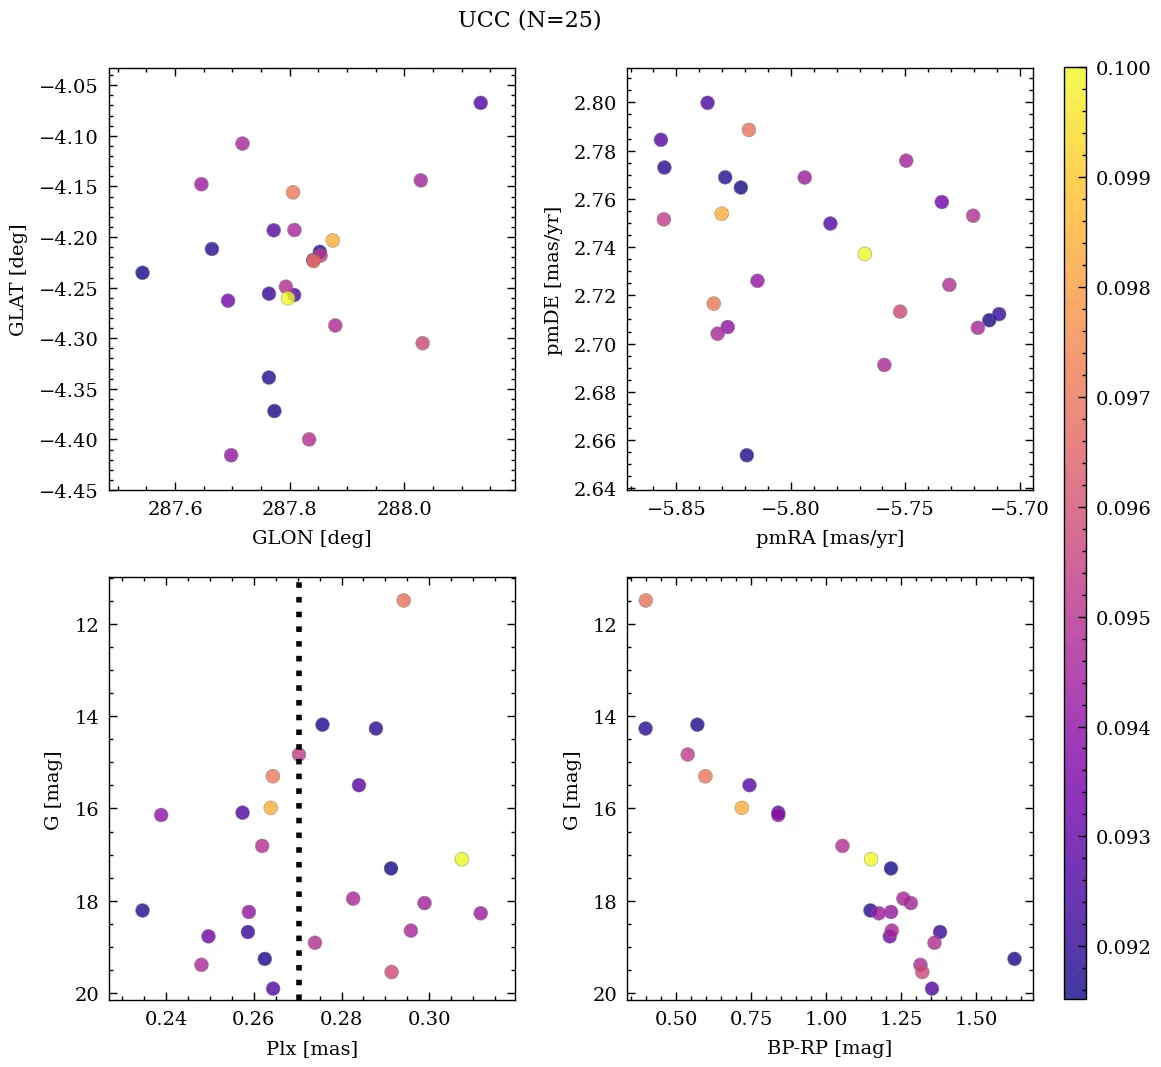 UCC (N=25)
−4.05
−4.10
−4.15
−4.20
−4.25
−4.30
−4.35
−4.40
−4.45
GLAT [deg]
287.6 287.8 288.0
GLON [deg]
2.80
2.78
2.76
2.74
2.72
2.70
2.68
2.66
2.64
pmDE [mas/yr]
−5.85 −5.80 −5.75 −5.70
pmRA [mas/yr]
12
14
16
18
20
G [mag]
0.24 0.26 0.28 0.30
Plx [mas]
12
14
16
18
20
G [mag]
0.50 0.75 1.00 1.25 1.50
BP-RP [mag]
0.100
0.099
0.098
0.097
0.096
0.095
0.094
0.093
0.092